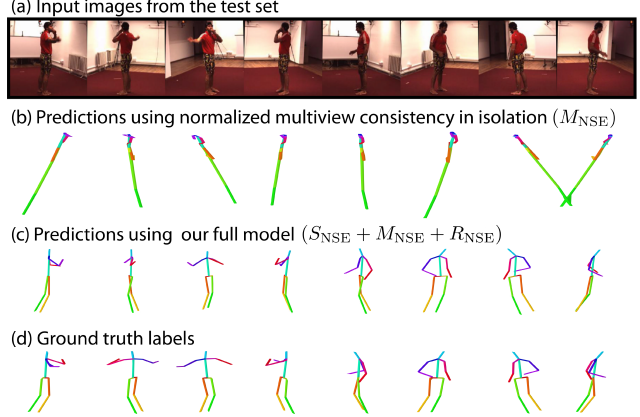 (a) Input images from the test set
(b) Predictions using normalized multiview consistency in isolation (M_NSE)
(c) Predictions using our full model (S_NSE + M_NSE + R_NSE)
(d) Ground truth labels